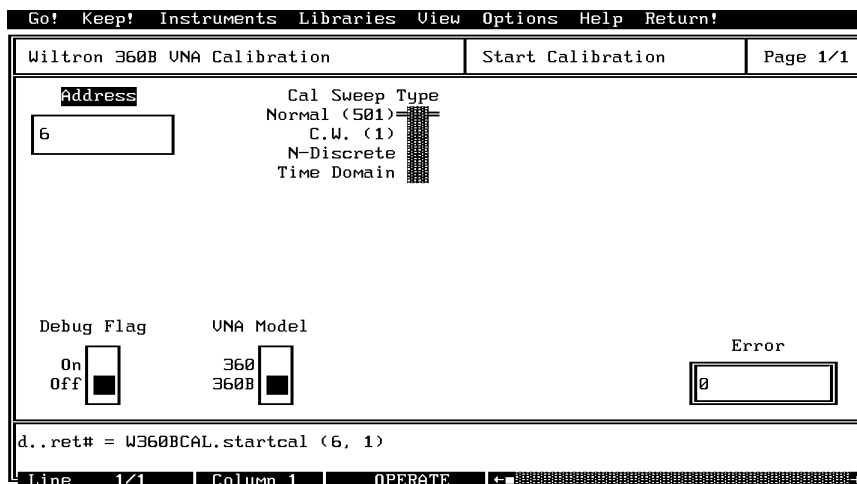 Go! Keep! Instruments Libraries View Options Help Return!
Wiltron 360B VNA Calibration
Start Calibration
Page 1/1
Address
6
Cal Sweep Type
Normal (501)
C.W. (1)
N-Discrete
Time Domain
Debug Flag
On
Off
VNA Model
360
360B
Error
0
d..ret# = W360BCAL.startcal (6, 1)
Line 1/1 Column 1 OPERATE